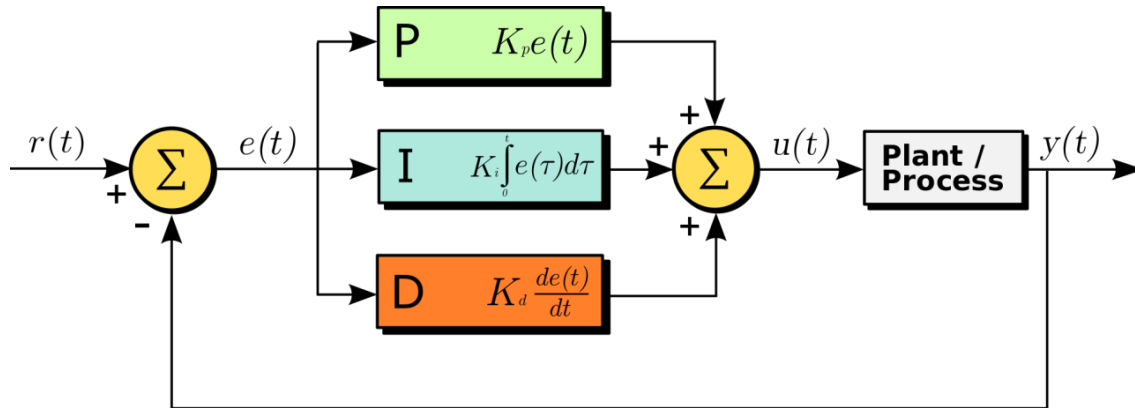 r(t)
+
-
Σ
e(t)
P K_p e(t)
I K_i ∫_0^t e(τ)dτ
D K_d de(t)/dt
+
+
+
Σ
u(t)
Plant /
Process
y(t)